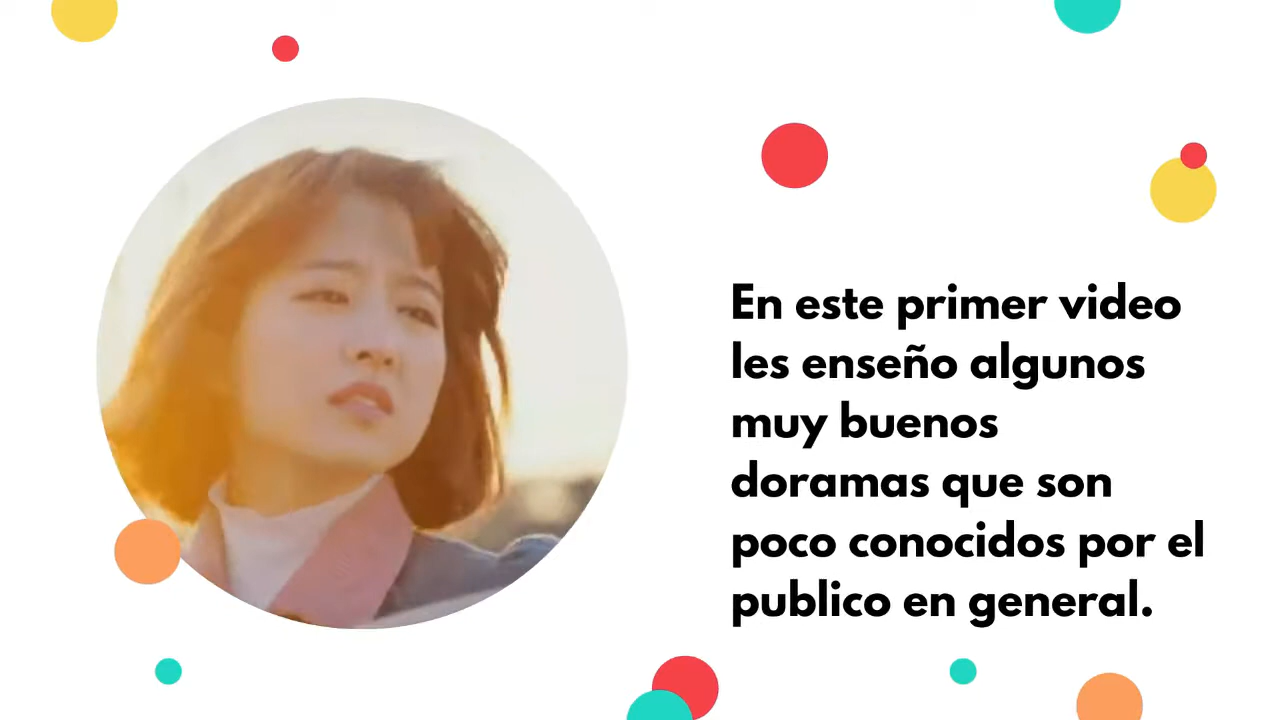 En este primer video
les enseño algunos
muy buenos
doramas que son
poco conocidos por el
publico en general.